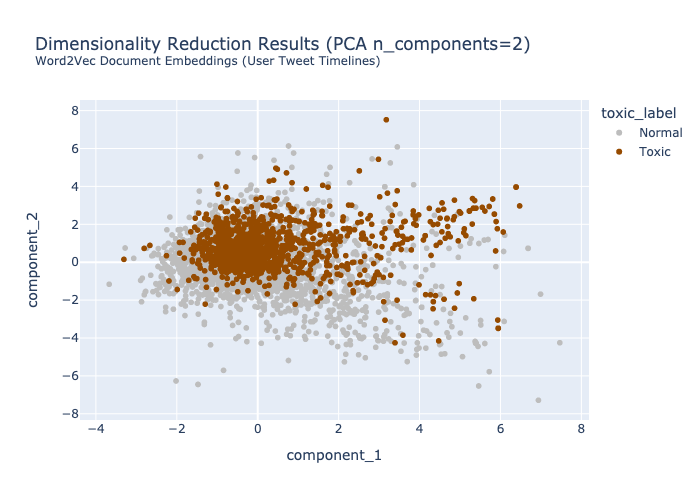 Dimensionality Reduction Results (PCA n_components=2)
Word2Vec Document Embeddings (User Tweet Timelines)
toxic_label
Normal
Toxic
component_2
8
6
4
2
0
−2
−4
−6
−8
−4
−2
0
2
4
6
8
component_1